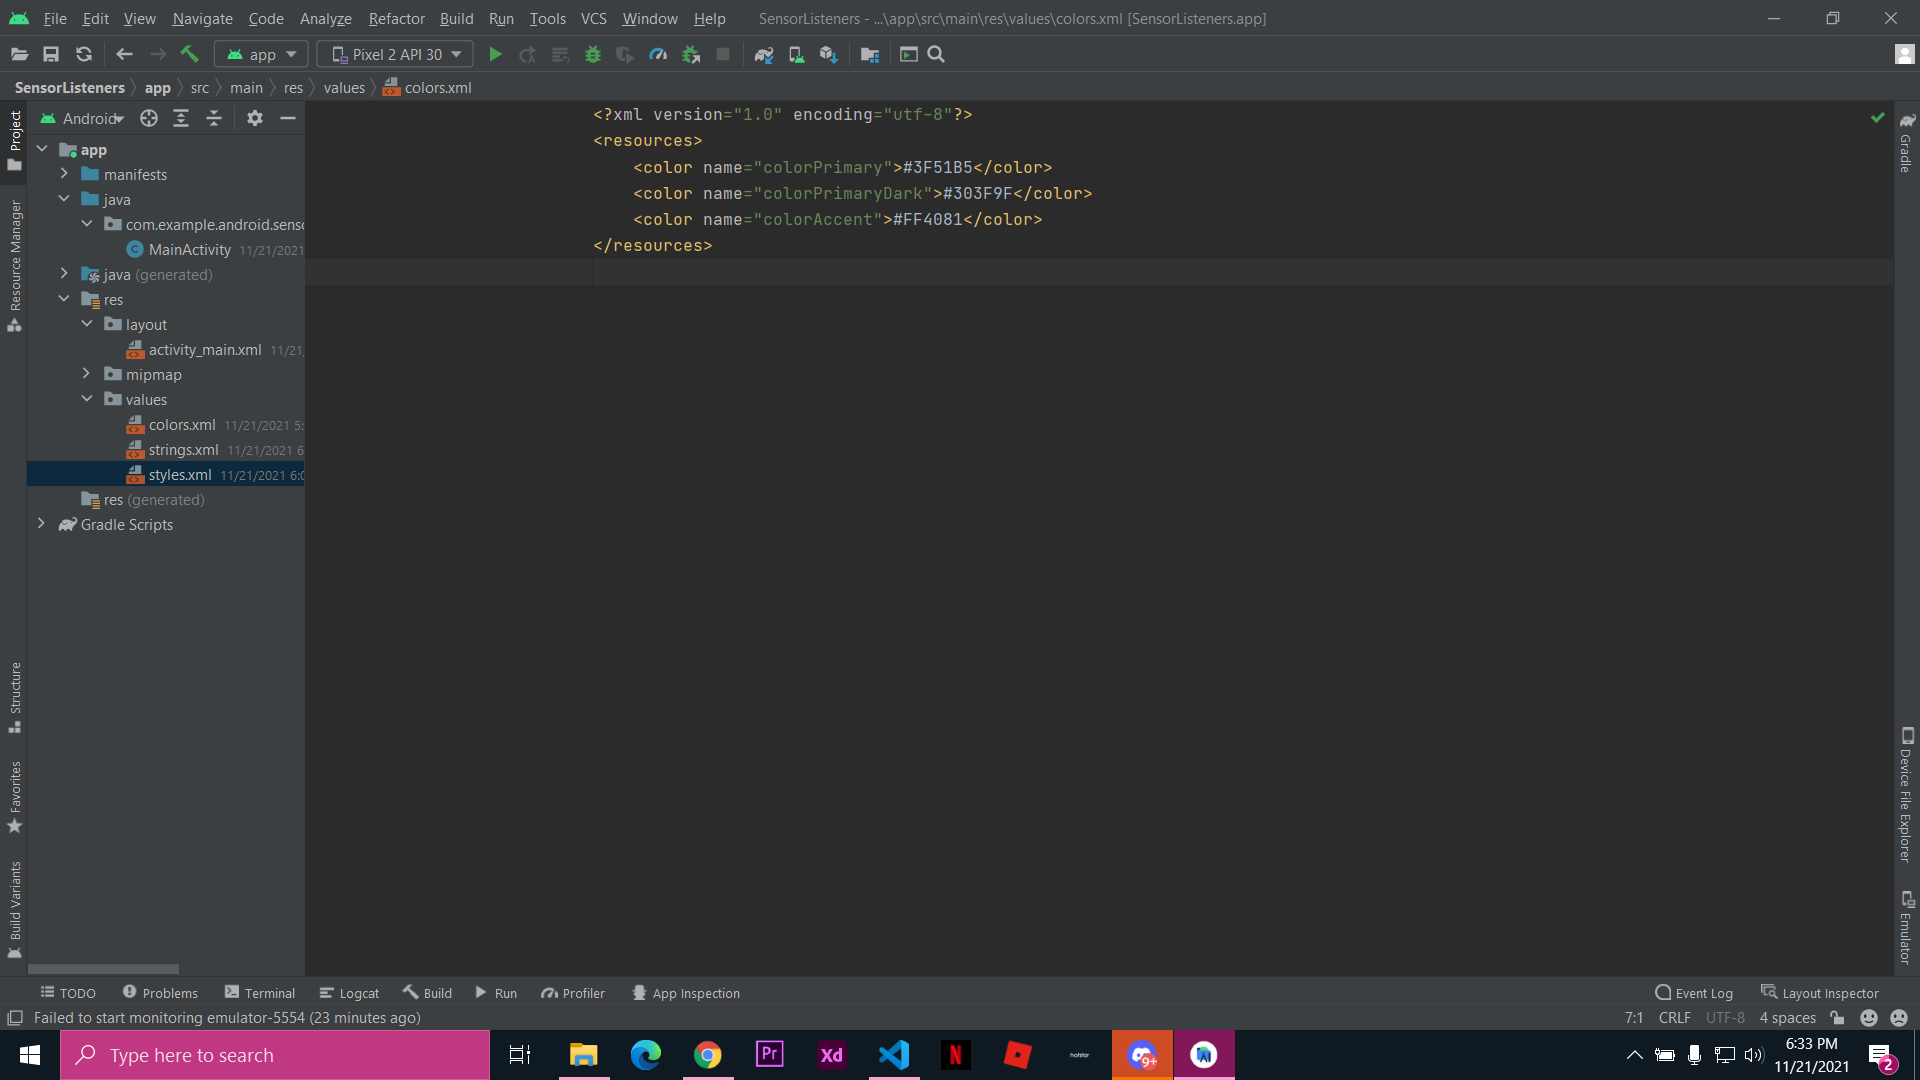 File Edit View Navigate Code Analyze Refactor Build Run Tools VCS Window Help SensorListeners - ...\app\src\main\res\values\colors.xml [SensorListeners.app]
app Pixel 2 API 30
SensorListeners app src main res values colors.xml
Project
Resource Manager
Structure
Favorites
Build Variants
Android
app
manifests
java
com.example.android.senso
MainActivity 11/21/2021
java (generated)
res
layout
activity_main.xml 11/21,
mipmap
values
colors.xml 11/21/2021 5:
strings.xml 11/21/2021 6
styles.xml 11/21/2021 6:0
res (generated)
Gradle Scripts
<?xml version="1.0" encoding="utf-8"?>
<resources>
    <color name="colorPrimary">#3F51B5</color>
    <color name="colorPrimaryDark">#303F9F</color>
    <color name="colorAccent">#FF4081</color>
</resources>
Gradle
Device File Explorer
Emulator
TODO Problems Terminal Logcat Build Run Profiler App Inspection Event Log Layout Inspector
Failed to start monitoring emulator-5554 (23 minutes ago) 7:1 CRLF UTF-8 4 spaces
Type here to search
Pr Xd N hotstar 9+
6:33 PM
11/21/2021
2